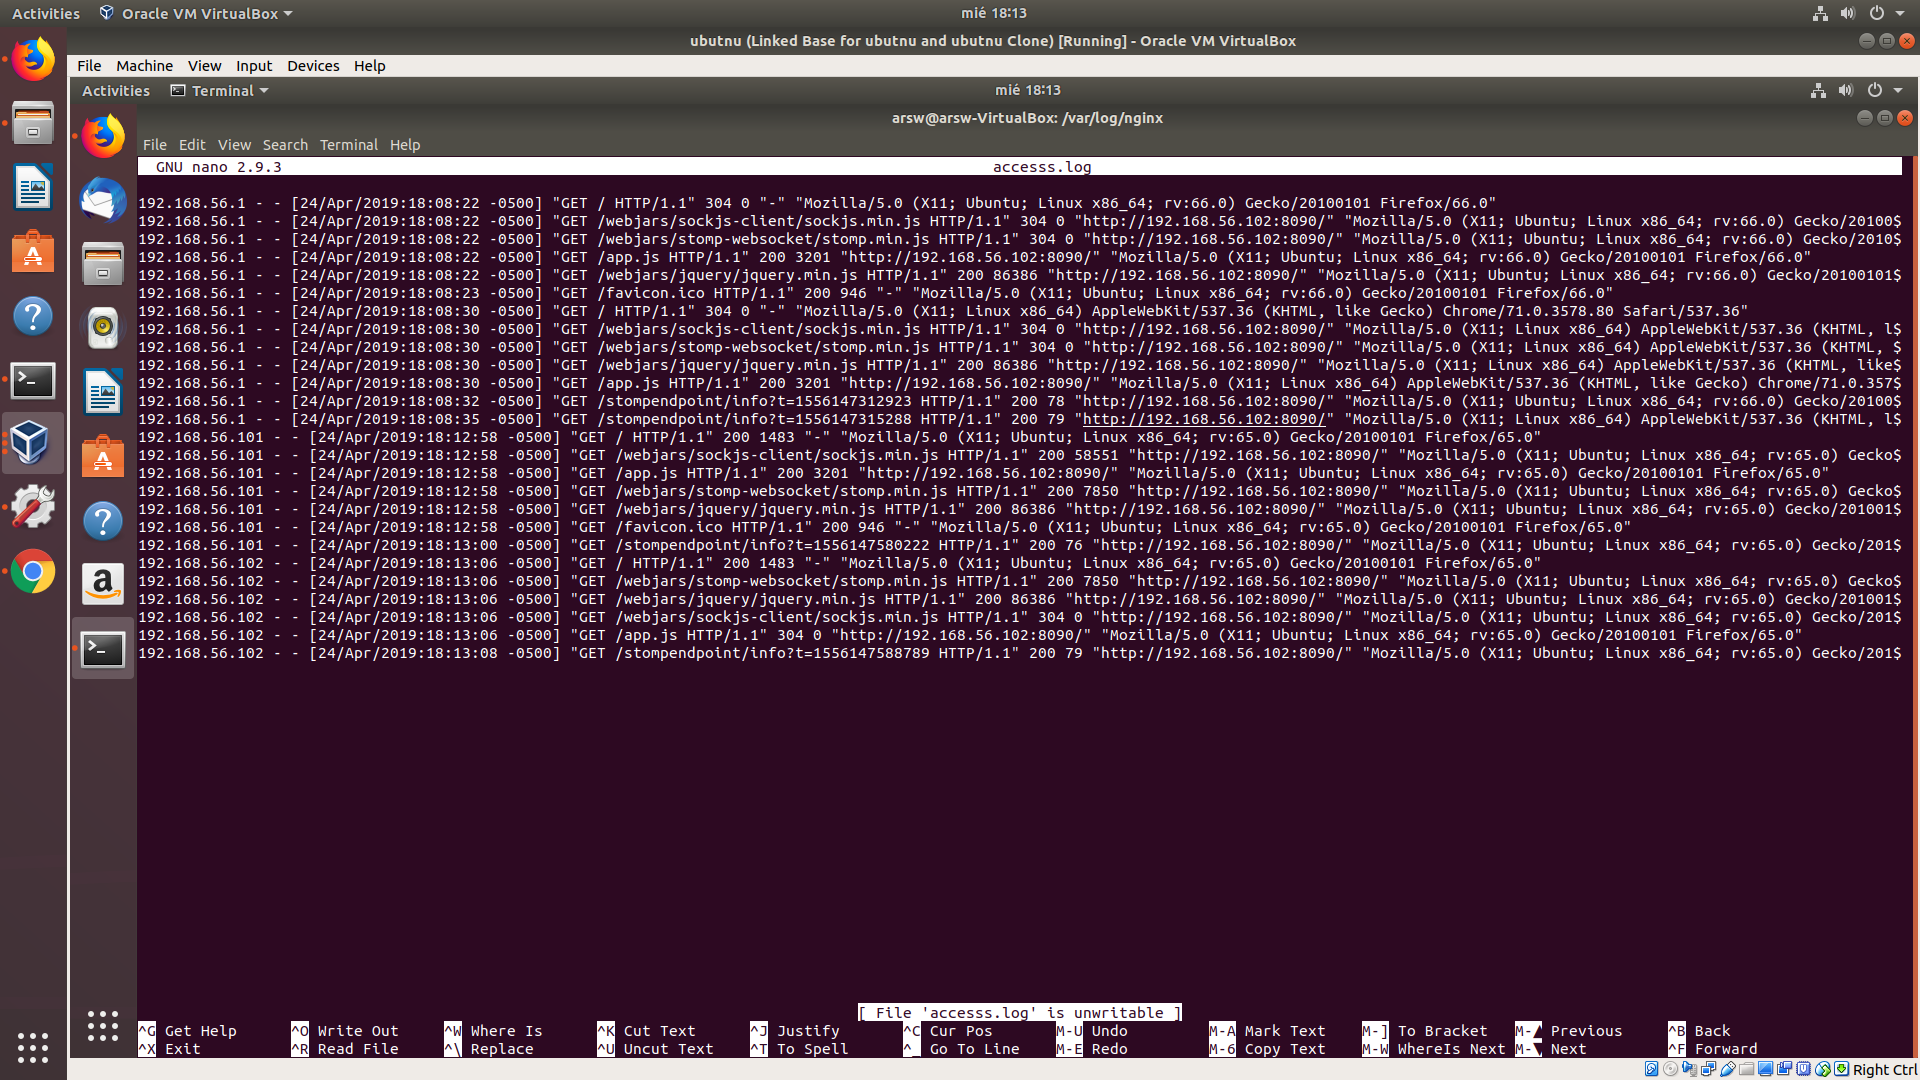 Activities Oracle VM VirtualBox mié 18:13
ubutnu (Linked Base for ubutnu and ubutnu Clone) [Running] - Oracle VM VirtualBox
File Machine View Input Devices Help
Activities Terminal mié 18:13
arsw@arsw-VirtualBox: /var/log/nginx
File Edit View Search Terminal Help
GNU nano 2.9.3 accesss.log
192.168.56.1 - - [24/Apr/2019:18:08:22 -0500] "GET / HTTP/1.1" 304 0 "-" "Mozilla/5.0 (X11; Ubuntu; Linux x86_64; rv:66.0) Gecko/20100101 Firefox/66.0"
192.168.56.1 - - [24/Apr/2019:18:08:22 -0500] "GET /webjars/sockjs-client/sockjs.min.js HTTP/1.1" 304 0 "http://192.168.56.102:8090/" "Mozilla/5.0 (X11; Ubuntu; Linux x86_64; rv:66.0) Gecko/20100$
192.168.56.1 - - [24/Apr/2019:18:08:22 -0500] "GET /webjars/stomp-websocket/stomp.min.js HTTP/1.1" 304 0 "http://192.168.56.102:8090/" "Mozilla/5.0 (X11; Ubuntu; Linux x86_64; rv:66.0) Gecko/2010$
192.168.56.1 - - [24/Apr/2019:18:08:22 -0500] "GET /app.js HTTP/1.1" 200 3201 "http://192.168.56.102:8090/" "Mozilla/5.0 (X11; Ubuntu; Linux x86_64; rv:66.0) Gecko/20100101 Firefox/66.0"
192.168.56.1 - - [24/Apr/2019:18:08:22 -0500] "GET /webjars/jquery/jquery.min.js HTTP/1.1" 200 86386 "http://192.168.56.102:8090/" "Mozilla/5.0 (X11; Ubuntu; Linux x86_64; rv:66.0) Gecko/20100101$
192.168.56.1 - - [24/Apr/2019:18:08:23 -0500] "GET /favicon.ico HTTP/1.1" 200 946 "-" "Mozilla/5.0 (X11; Ubuntu; Linux x86_64; rv:66.0) Gecko/20100101 Firefox/66.0"
192.168.56.1 - - [24/Apr/2019:18:08:30 -0500] "GET / HTTP/1.1" 304 0 "-" "Mozilla/5.0 (X11; Linux x86_64) AppleWebKit/537.36 (KHTML, like Gecko) Chrome/71.0.3578.80 Safari/537.36"
192.168.56.1 - - [24/Apr/2019:18:08:30 -0500] "GET /webjars/sockjs-client/sockjs.min.js HTTP/1.1" 304 0 "http://192.168.56.102:8090/" "Mozilla/5.0 (X11; Linux x86_64) AppleWebKit/537.36 (KHTML, l$
192.168.56.1 - - [24/Apr/2019:18:08:30 -0500] "GET /webjars/stomp-websocket/stomp.min.js HTTP/1.1" 304 0 "http://192.168.56.102:8090/" "Mozilla/5.0 (X11; Linux x86_64) AppleWebKit/537.36 (KHTML, $
192.168.56.1 - - [24/Apr/2019:18:08:30 -0500] "GET /webjars/jquery/jquery.min.js HTTP/1.1" 200 86386 "http://192.168.56.102:8090/" "Mozilla/5.0 (X11; Linux x86_64) AppleWebKit/537.36 (KHTML, like$
192.168.56.1 - - [24/Apr/2019:18:08:30 -0500] "GET /app.js HTTP/1.1" 200 3201 "http://192.168.56.102:8090/" "Mozilla/5.0 (X11; Linux x86_64) AppleWebKit/537.36 (KHTML, like Gecko) Chrome/71.0.357$
192.168.56.1 - - [24/Apr/2019:18:08:32 -0500] "GET /stompendpoint/info?t=1556147312923 HTTP/1.1" 200 78 "http://192.168.56.102:8090/" "Mozilla/5.0 (X11; Ubuntu; Linux x86_64; rv:66.0) Gecko/20100$
192.168.56.1 - - [24/Apr/2019:18:08:35 -0500] "GET /stompendpoint/info?t=1556147315288 HTTP/1.1" 200 79 "http://192.168.56.102:8090/" "Mozilla/5.0 (X11; Linux x86_64) AppleWebKit/537.36 (KHTML, l$
192.168.56.101 - - [24/Apr/2019:18:12:58 -0500] "GET / HTTP/1.1" 200 1483 "-" "Mozilla/5.0 (X11; Ubuntu; Linux x86_64; rv:65.0) Gecko/20100101 Firefox/65.0"
192.168.56.101 - - [24/Apr/2019:18:12:58 -0500] "GET /webjars/sockjs-client/sockjs.min.js HTTP/1.1" 200 58551 "http://192.168.56.102:8090/" "Mozilla/5.0 (X11; Ubuntu; Linux x86_64; rv:65.0) Gecko$
192.168.56.101 - - [24/Apr/2019:18:12:58 -0500] "GET /app.js HTTP/1.1" 200 3201 "http://192.168.56.102:8090/" "Mozilla/5.0 (X11; Ubuntu; Linux x86_64; rv:65.0) Gecko/20100101 Firefox/65.0"
192.168.56.101 - - [24/Apr/2019:18:12:58 -0500] "GET /webjars/stomp-websocket/stomp.min.js HTTP/1.1" 200 7850 "http://192.168.56.102:8090/" "Mozilla/5.0 (X11; Ubuntu; Linux x86_64; rv:65.0) Gecko$
192.168.56.101 - - [24/Apr/2019:18:12:58 -0500] "GET /webjars/jquery/jquery.min.js HTTP/1.1" 200 86386 "http://192.168.56.102:8090/" "Mozilla/5.0 (X11; Ubuntu; Linux x86_64; rv:65.0) Gecko/201001$
192.168.56.101 - - [24/Apr/2019:18:12:58 -0500] "GET /favicon.ico HTTP/1.1" 200 946 "-" "Mozilla/5.0 (X11; Ubuntu; Linux x86_64; rv:65.0) Gecko/20100101 Firefox/65.0"
192.168.56.101 - - [24/Apr/2019:18:13:00 -0500] "GET /stompendpoint/info?t=1556147580222 HTTP/1.1" 200 76 "http://192.168.56.102:8090/" "Mozilla/5.0 (X11; Ubuntu; Linux x86_64; rv:65.0) Gecko/201$
192.168.56.102 - - [24/Apr/2019:18:13:06 -0500] "GET / HTTP/1.1" 200 1483 "-" "Mozilla/5.0 (X11; Ubuntu; Linux x86_64; rv:65.0) Gecko/20100101 Firefox/65.0"
192.168.56.102 - - [24/Apr/2019:18:13:06 -0500] "GET /webjars/stomp-websocket/stomp.min.js HTTP/1.1" 200 7850 "http://192.168.56.102:8090/" "Mozilla/5.0 (X11; Ubuntu; Linux x86_64; rv:65.0) Gecko$
192.168.56.102 - - [24/Apr/2019:18:13:06 -0500] "GET /webjars/jquery/jquery.min.js HTTP/1.1" 200 86386 "http://192.168.56.102:8090/" "Mozilla/5.0 (X11; Ubuntu; Linux x86_64; rv:65.0) Gecko/201001$
192.168.56.102 - - [24/Apr/2019:18:13:06 -0500] "GET /webjars/sockjs-client/sockjs.min.js HTTP/1.1" 304 0 "http://192.168.56.102:8090/" "Mozilla/5.0 (X11; Ubuntu; Linux x86_64; rv:65.0) Gecko/201$
192.168.56.102 - - [24/Apr/2019:18:13:06 -0500] "GET /app.js HTTP/1.1" 304 0 "http://192.168.56.102:8090/" "Mozilla/5.0 (X11; Ubuntu; Linux x86_64; rv:65.0) Gecko/20100101 Firefox/65.0"
192.168.56.102 - - [24/Apr/2019:18:13:08 -0500] "GET /stompendpoint/info?t=1556147588789 HTTP/1.1" 200 79 "http://192.168.56.102:8090/" "Mozilla/5.0 (X11; Ubuntu; Linux x86_64; rv:65.0) Gecko/201$
[ File 'accesss.log' is unwritable ]
^G Get Help ^O Write Out ^W Where Is ^K Cut Text ^J Justify ^C Cur Pos M-U Undo M-A Mark Text M-] To Bracket M-▲ Previous ^B Back
^X Exit ^R Read File ^\ Replace ^U Uncut Text ^T To Spell ^_ Go To Line M-E Redo M-6 Copy Text M-W WhereIs Next M-▼ Next ^F Forward
Right Ctrl